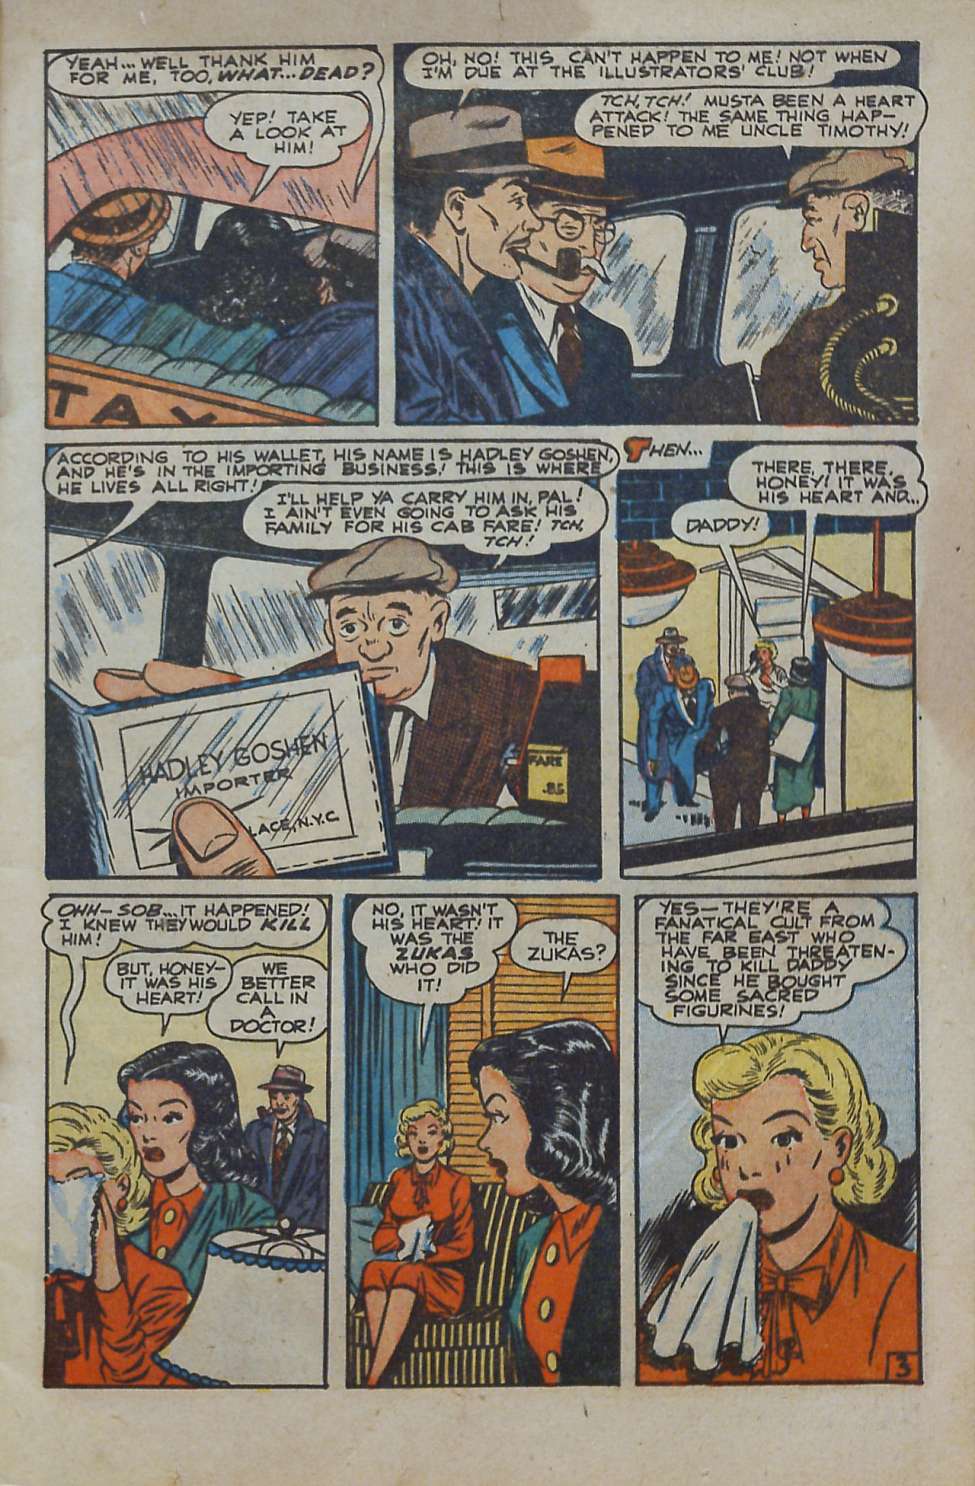 YEAH... WELL THANK HIM
FOR ME, TOO, WHAT...DEAD?
YEP! TAKE
A LOOK AT
HIM!
TAX
OH, NO! THIS CAN'T HAPPEN TO ME! NOT WHEN
I'M DUE AT THE ILLUSTRATORS' CLUB!
TCH, TCH! MUSTA BEEN A HEART
ATTACK! THE SAME THING HAP-
PENED TO ME UNCLE TIMOTHY!
ACCORDING TO HIS WALLET, HIS NAME IS HADLEY GOSHEN,
AND HE'S IN THE IMPORTING BUSINESS! THIS IS WHERE
HE LIVES ALL RIGHT!
I'LL HELP YA CARRY HIM IN, PAL!
I AIN'T EVEN GOING TO ASK HIS
FAMILY FOR HIS CAB FARE! TCH,
TCH!
HADLEY GOSHEN
IMPORTER
LACE, N.Y.C.
FARE
.85
THEN...
THERE, THERE,
HONEY! IT WAS
HIS HEART AND...
DADDY!
OHH-SOB...IT HAPPENED!
I KNEW THEY WOULD KILL
HIM!
BUT, HONEY-
IT WAS HIS
HEART!
WE
BETTER
CALL IN
A
DOCTOR!
NO, IT WASN'T
HIS HEART! IT
WAS THE
ZUKAS
WHO DID
IT!
THE
ZUKAS?
YES- THEY'RE A
FANATICAL CULT FROM
THE FAR EAST WHO
HAVE BEEN THREATEN-
ING TO KILL DADDY
SINCE HE BOUGHT
SOME SACRED
FIGURINES!
3